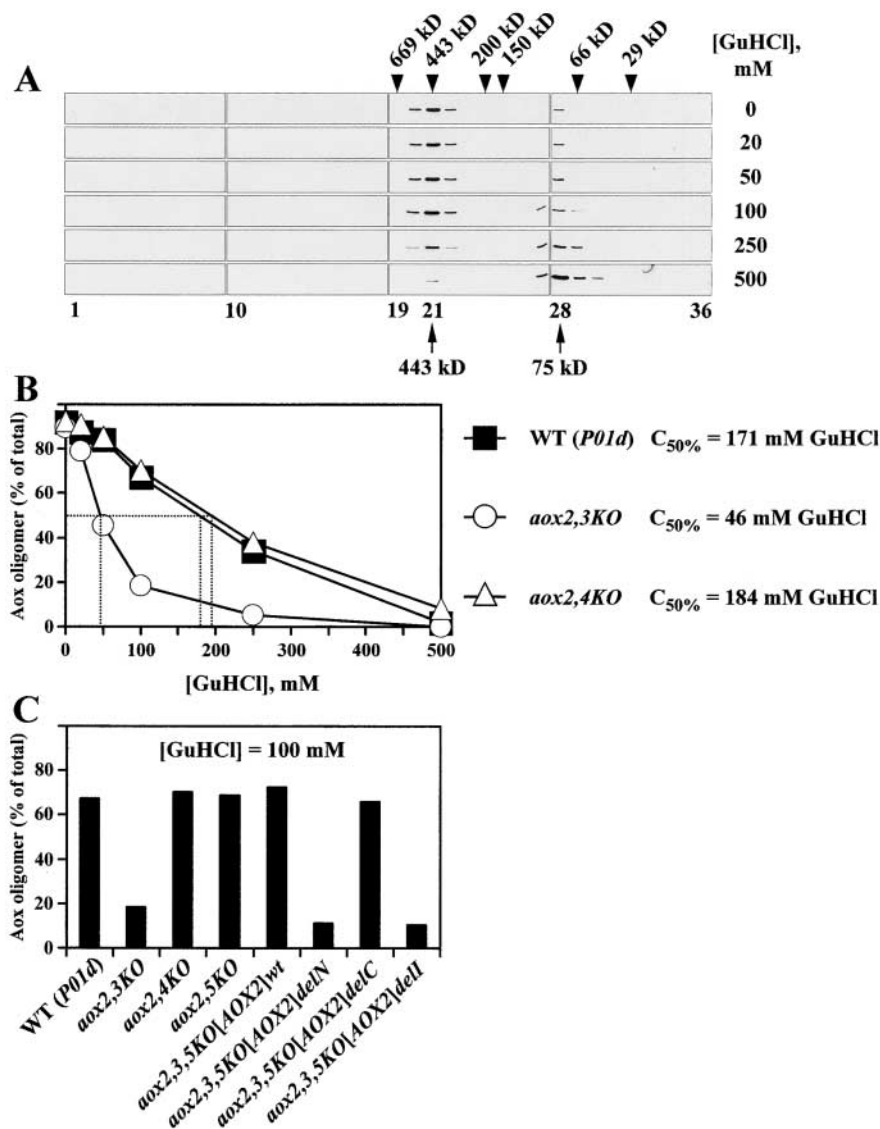 A
669 kD 443 kD 200 kD 150 kD 66 kD 29 kD [GuHCl], mM
0
20
50
100
250
500
1 10 19 21 28 36
443 kD 75 kD
B
Aox oligomer (% of total)
80
60
40
20
0
0 100 200 300 400 500
[GuHCl], mM
WT (P01d) C50% = 171 mM GuHCl
aox2,3KO C50% = 46 mM GuHCl
aox2,4KO C50% = 184 mM GuHCl
C
[GuHCl] = 100 mM
Aox oligomer (% of total)
80
60
40
20
0
WT (P01d)
aox2,3KO
aox2,4KO
aox2,5KO
aox2,3,5KO[AOX2]wt
aox2,3,5KO[AOX2]delN
aox2,3,5KO[AOX2]delC
aox2,3,5KO[AOX2]delI